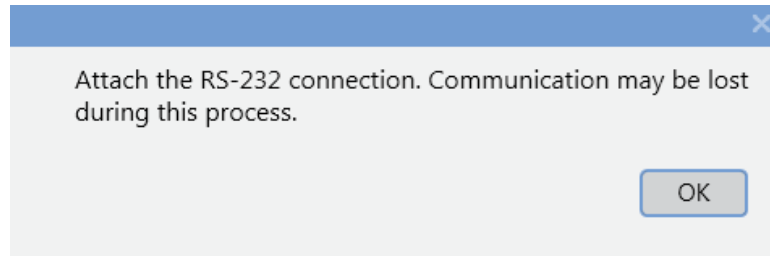 Attach the RS-232 connection. Communication may be lost
during this process.
OK